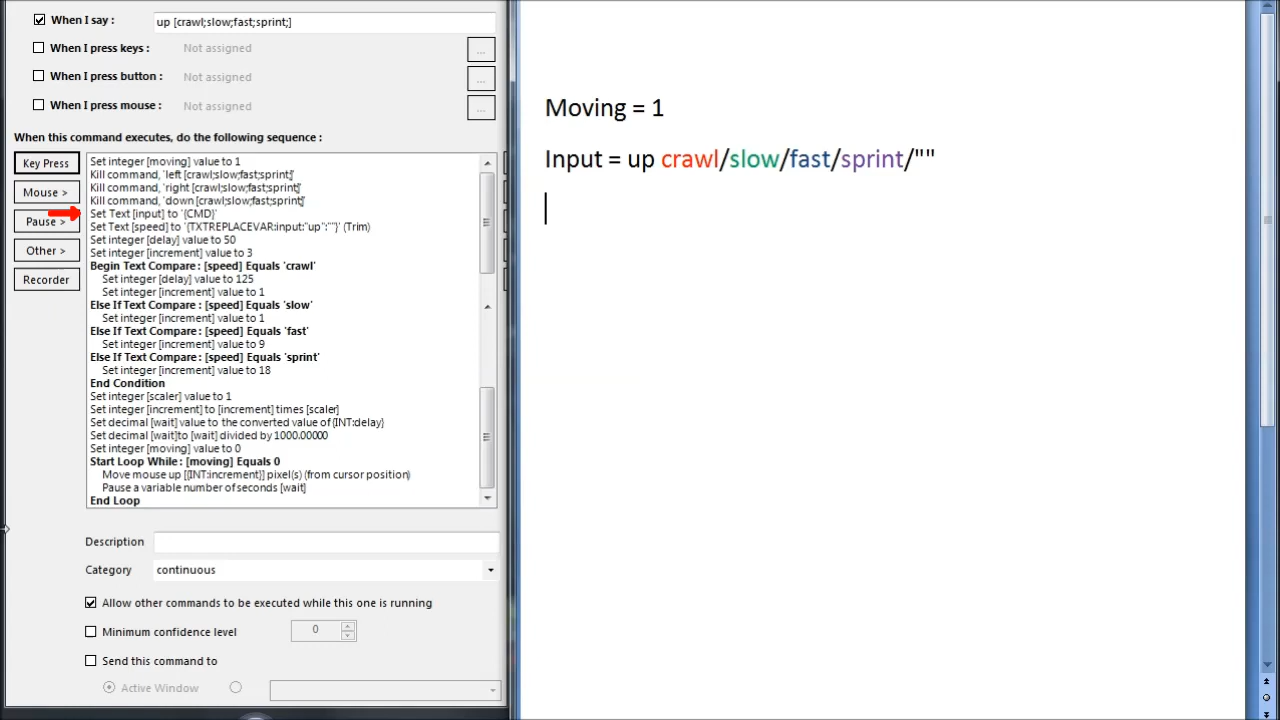 When I say :
up [crawl;slow;fast;sprint;]
When I press keys :
Not assigned
...
When I press button :
Not assigned
...
When I press mouse :
Not assigned
...
When this command executes, do the following sequence :
Key Press
Mouse >
Pause >
Other >
Recorder
Set integer [moving] value to 1
Kill command, 'left [crawl;slow;fast;sprint;]'
Kill command, 'right [crawl;slow;fast;sprint;]'
Kill command, 'down [crawl;slow;fast;sprint;]'
Set Text [input] to '{CMD}'
Set Text [speed] to '{TXTREPLACEVAR:input:"up":""}' (Trim)
Set integer [delay] value to 50
Set integer [increment] value to 3
Begin Text Compare : [speed] Equals 'crawl'
Set integer [delay] value to 125
Set integer [increment] value to 1
Else If Text Compare : [speed] Equals 'slow'
Set integer [increment] value to 1
Else If Text Compare : [speed] Equals 'fast'
Set integer [increment] value to 9
Else If Text Compare : [speed] Equals 'sprint'
Set integer [increment] value to 18
End Condition
Set integer [scaler] value to 1
Set integer [increment] to [increment] times [scaler]
Set decimal [wait] value to the converted value of {INT:delay}
Set decimal [wait]to [wait] divided by 1000.00000
Set integer [moving] value to 0
Start Loop While : [moving] Equals 0
Move mouse up [{INT:increment}] pixel(s) (from cursor position)
Pause a variable number of seconds [wait]
End Loop
Description
Category
continuous
Allow other commands to be executed while this one is running
Minimum confidence level
0
Send this command to
Active Window
Moving = 1
Input = up crawl/slow/fast/sprint/""